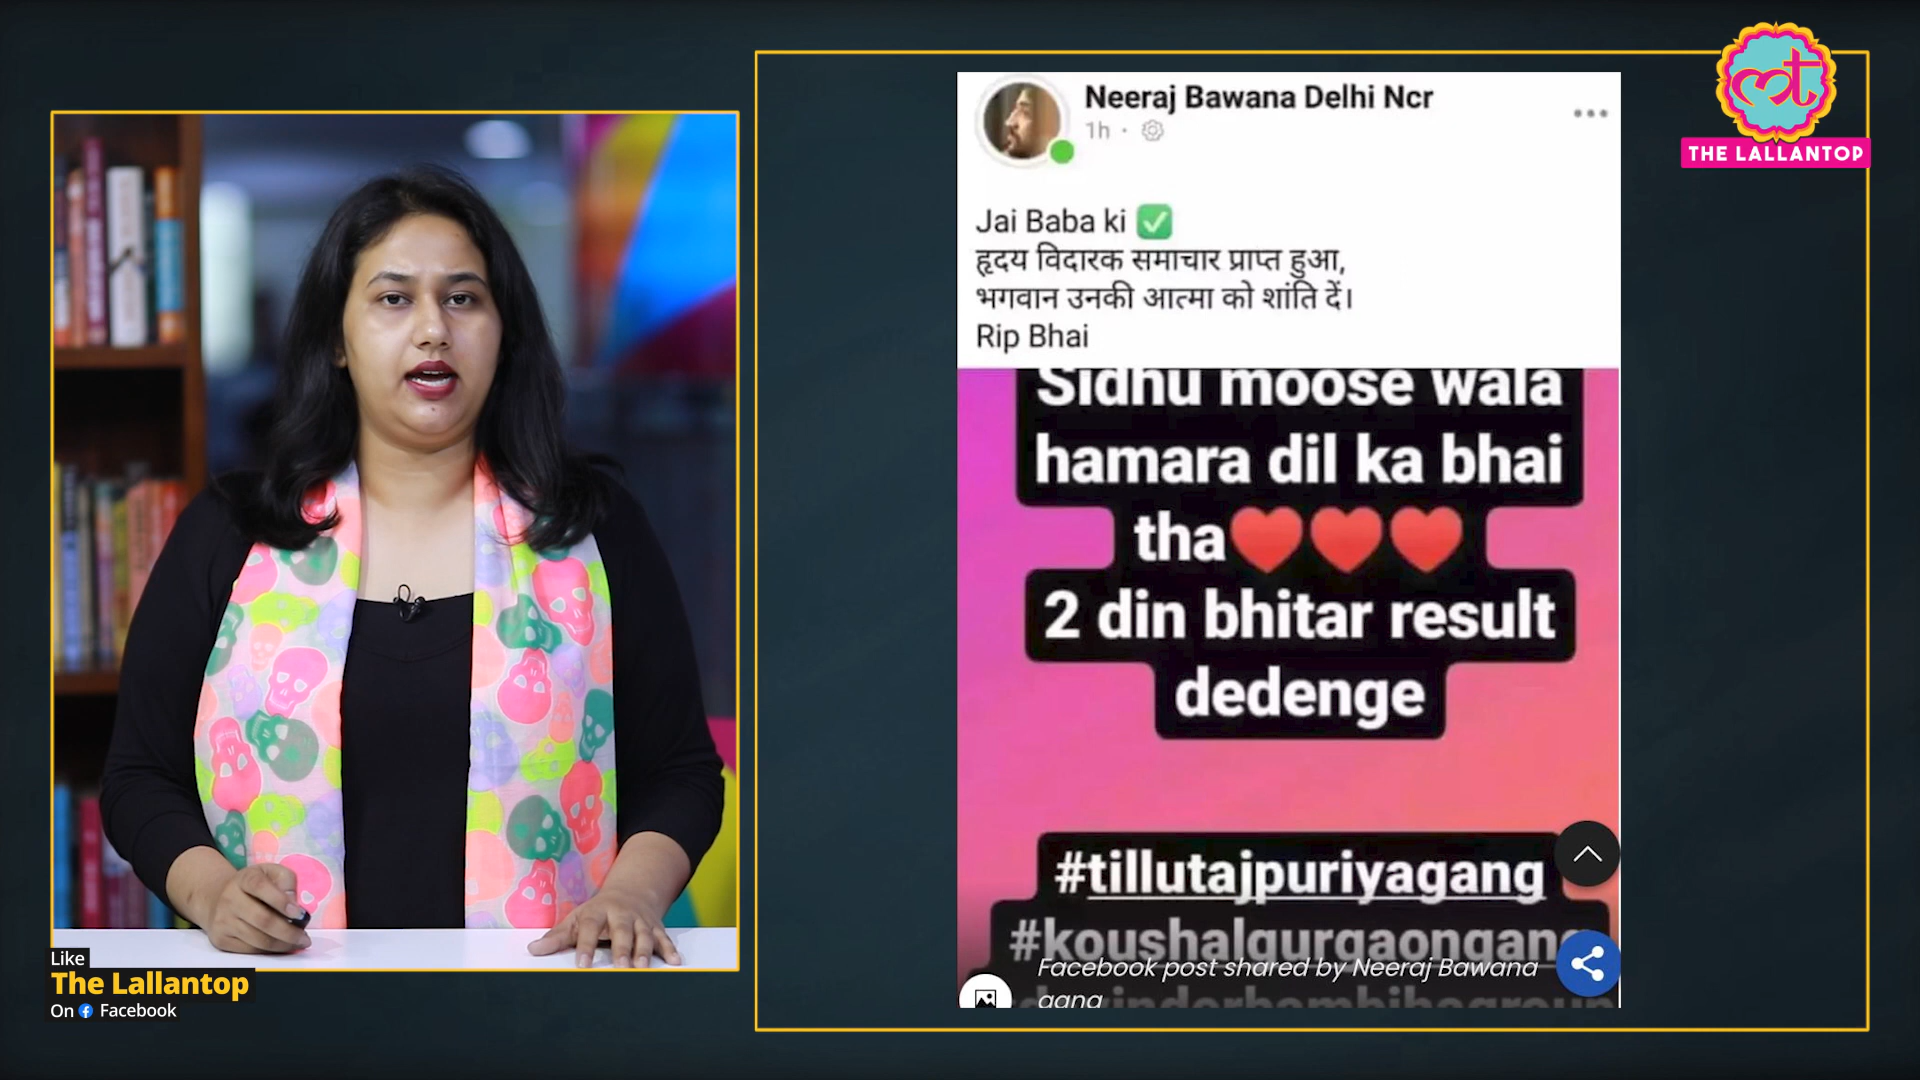 Neeraj Bawana Delhi Ncr
1h ·
Jai Baba ki ✅
हृदय विदारक समाचार प्राप्त हुआ,
भगवान उनकी आत्मा को शांति दें।
Rip Bhai
Sidhu moose wala
hamara dil ka bhai
tha❤❤❤
2 din bhitar result
dedenge
#tillutajpuriyagang
#koushalgurgaongang
Facebook post shared by Neeraj Bawana
gang
THE LALLANTOP
Like
The Lallantop
On Facebook